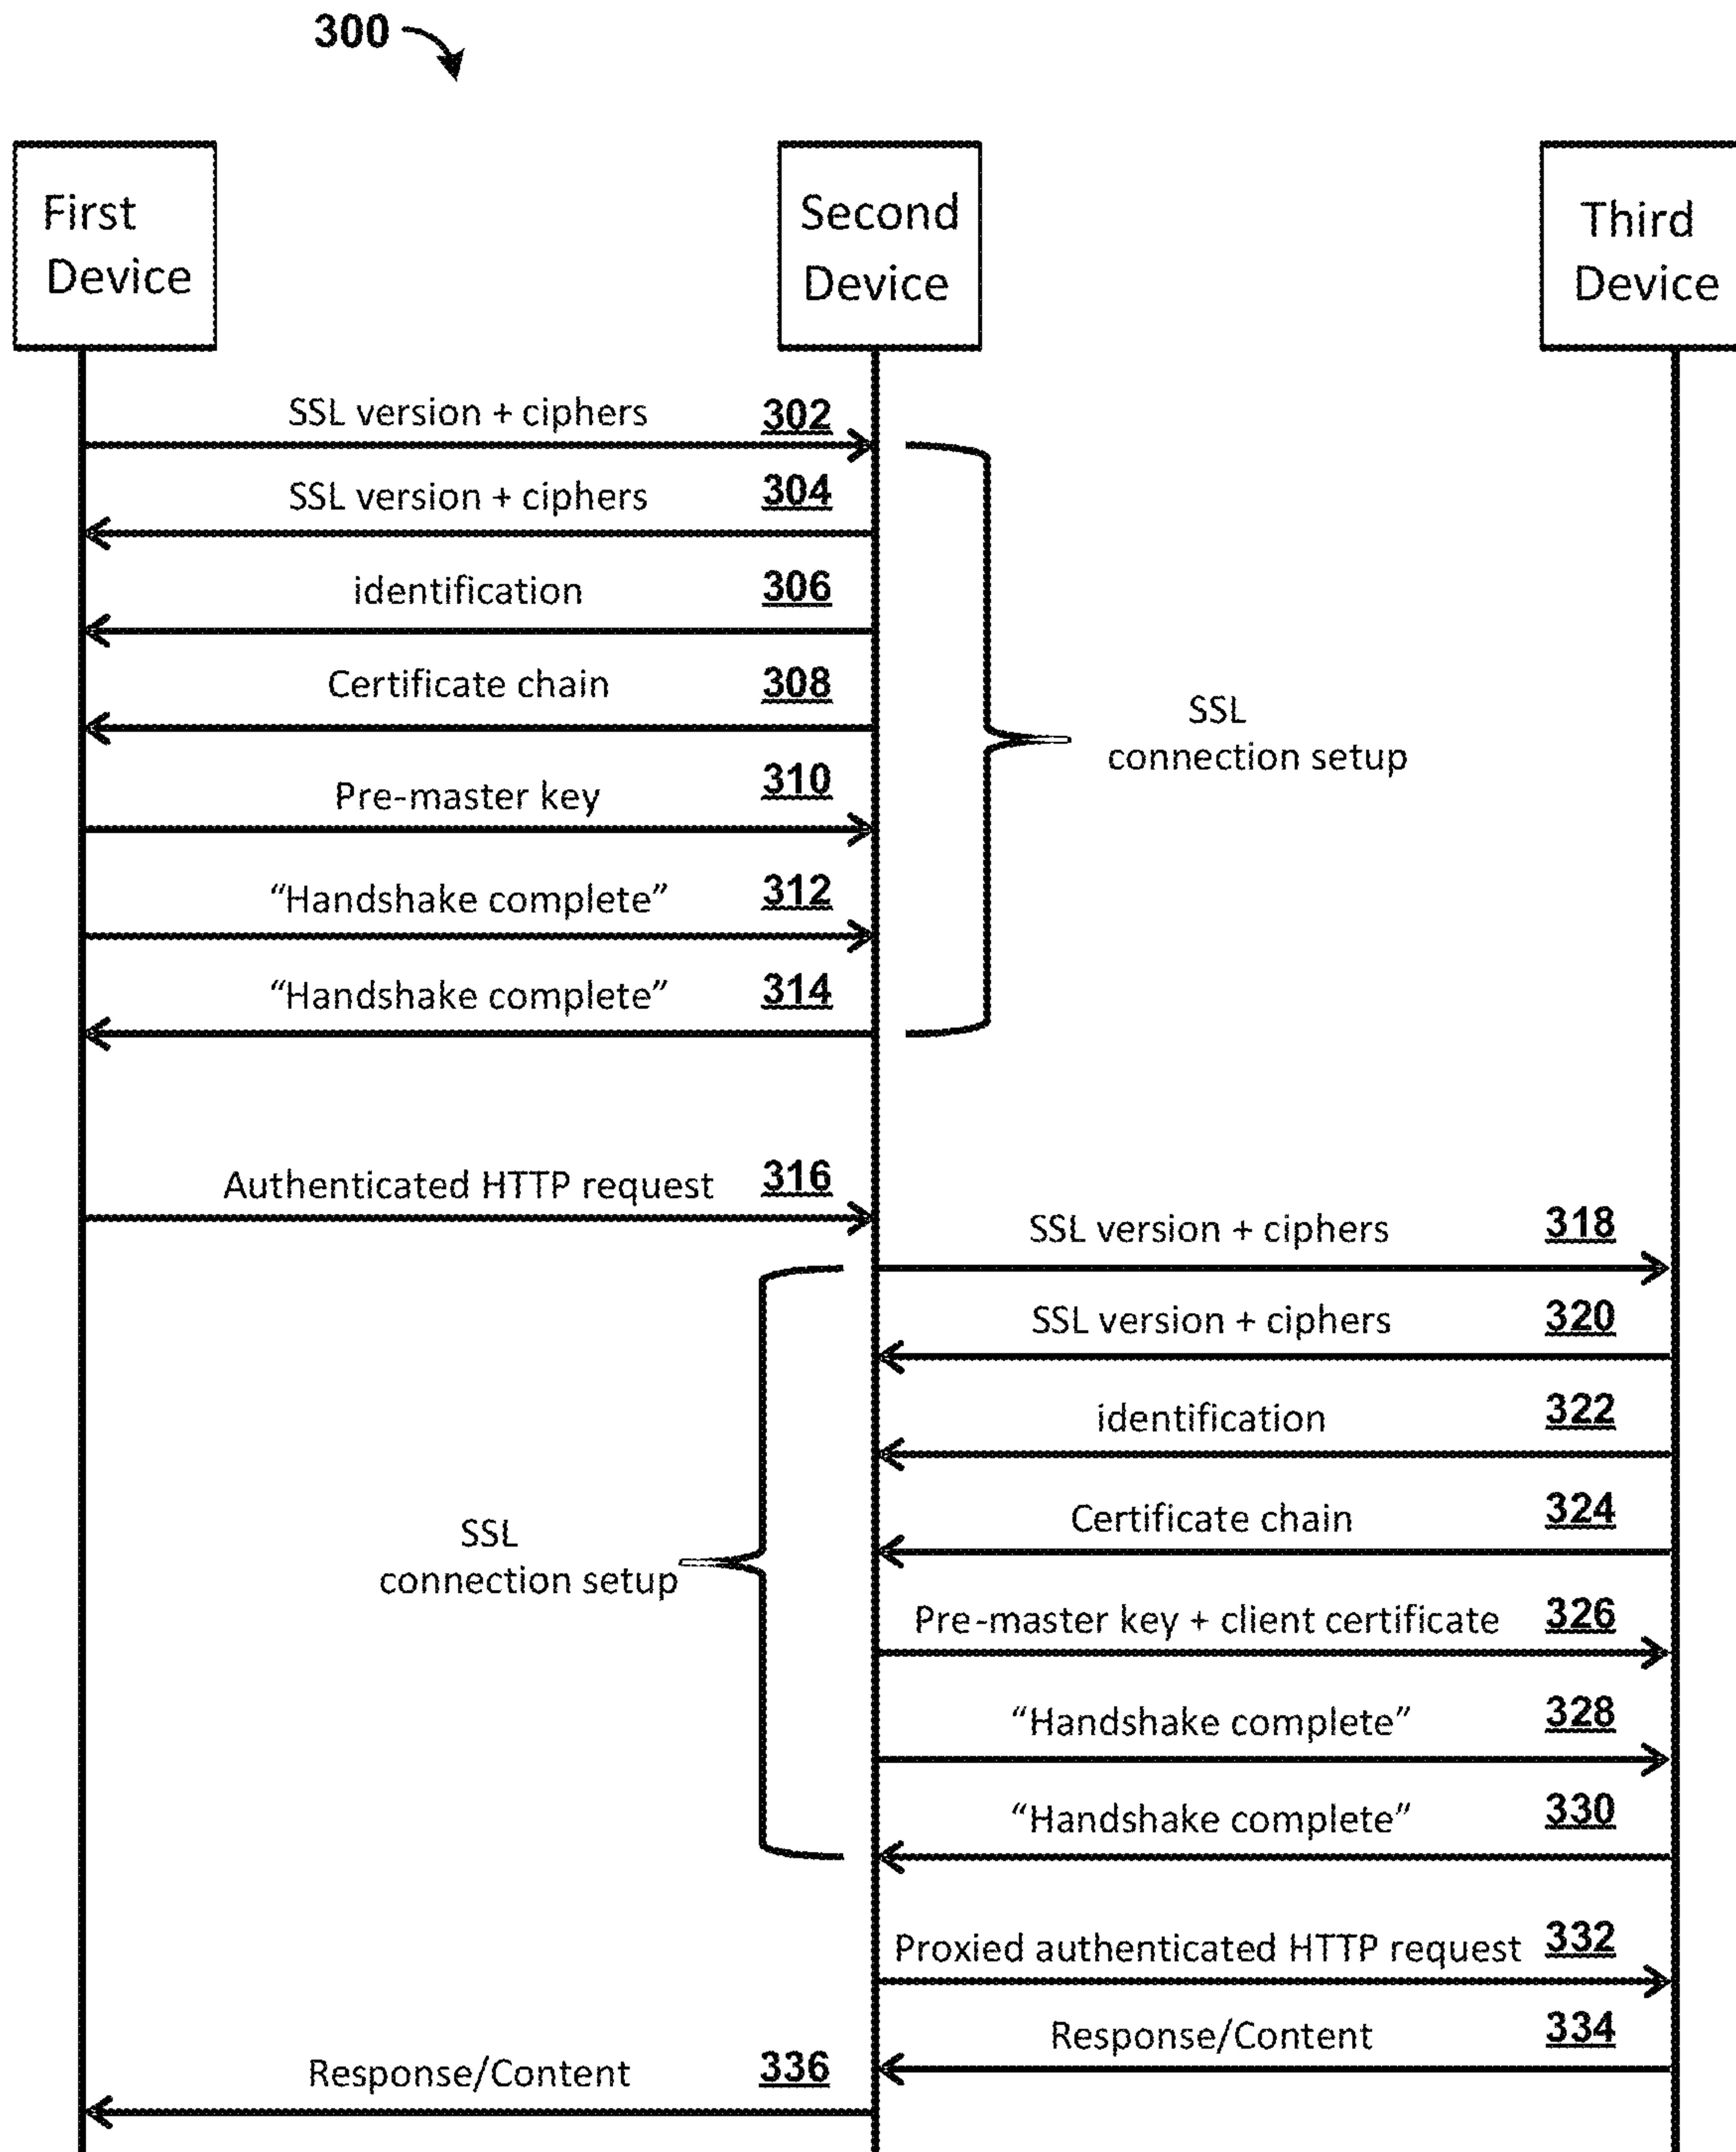 300
First
Device
Second
Device
Third
Device
SSL version + ciphers 302
SSL version + ciphers 304
identification 306
Certificate chain 308
SSL
connection setup
Pre-master key 310
“Handshake complete” 312
“Handshake complete” 314
Authenticated HTTP request 316
SSL version + ciphers 318
SSL version + ciphers 320
identification 322
Certificate chain 324
SSL
connection setup
Pre-master key + client certificate 326
“Handshake complete” 328
“Handshake complete” 330
Proxied authenticated HTTP request 332
Response/Content 334
Response/Content 336